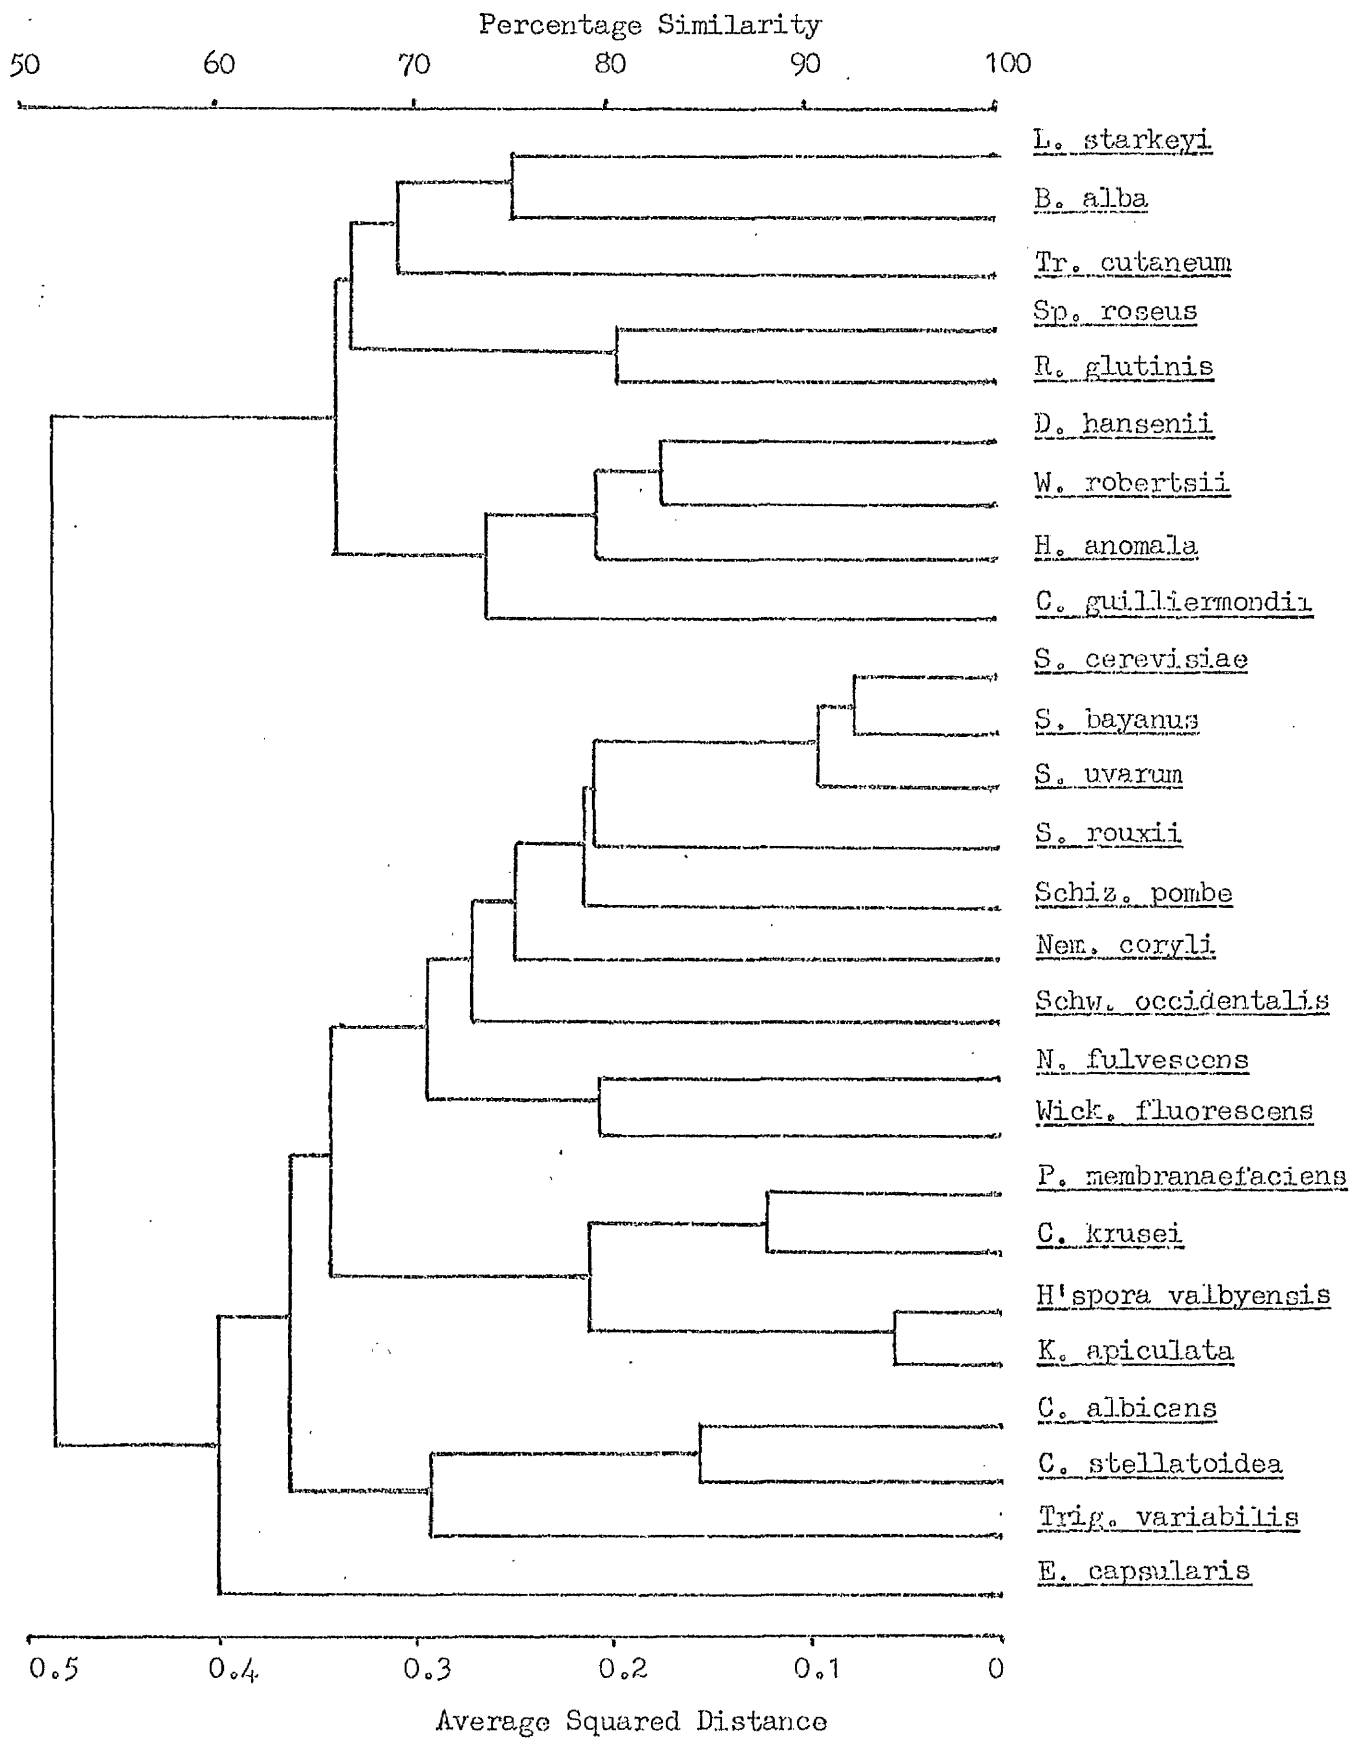 Percentage Similarity
50 60 70 80 90 100
L. starkeyi
B. alba
Tr. cutaneum
Sp. roseus
R. glutinis
D. hansenii
W. robertsii
H. anomala
C. guilliermondii
S. cerevisiae
S. bayanus
S. uvarum
S. rouxii
Schiz. pombe
Nem. coryli
Schw. occidentalis
N. fulvescens
Wick. fluorescens
P. membranaefaciens
C. krusei
H'spora valbyensis
K. apiculata
C. albicans
C. stellatoidea
Trig. variabilis
E. capsularis
0.5 0.4 0.3 0.2 0.1 0
Average Squared Distance